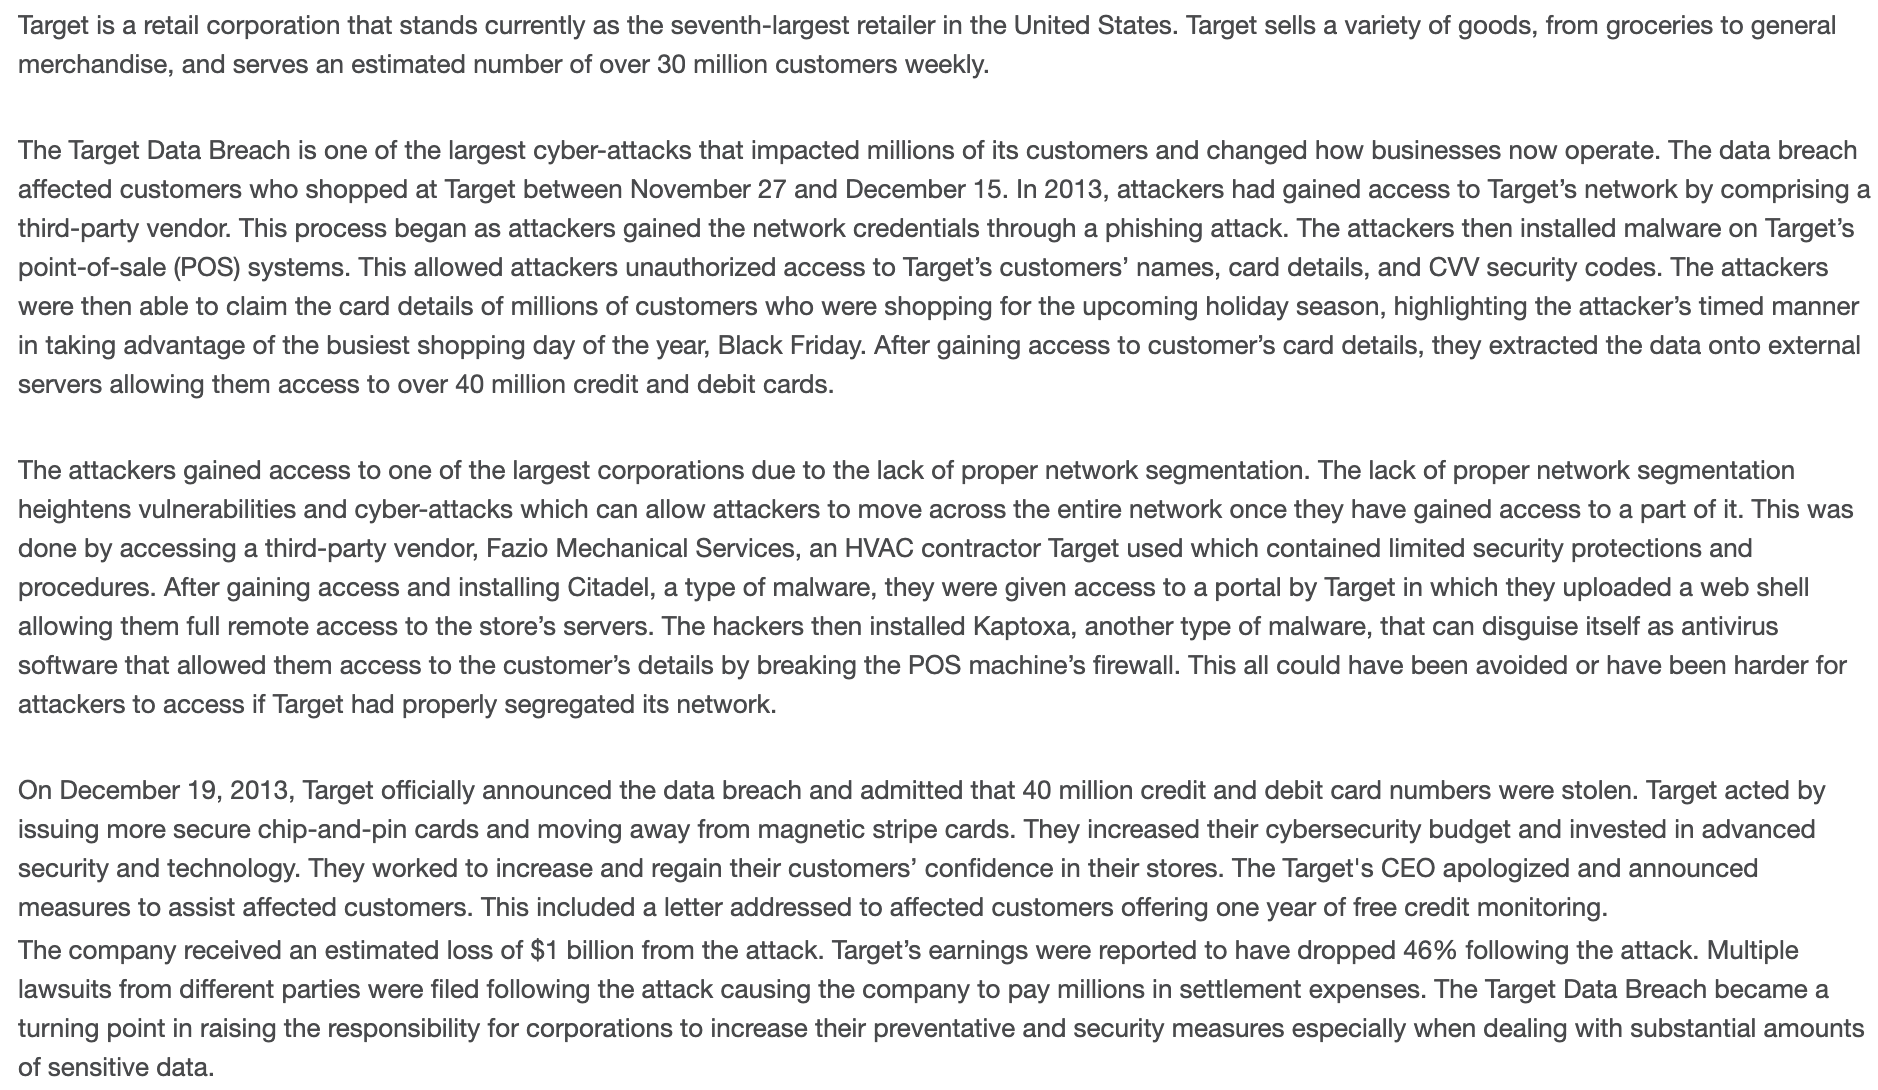 Target is a retail corporation that stands currently as the seventh-largest retailer in the United States. Target sells a variety of goods, from groceries to general
merchandise, and serves an estimated number of over 30 million customers weekly.
The Target Data Breach is one of the largest cyber-attacks that impacted millions of its customers and changed how businesses now operate. The data breach
affected customers who shopped at Target between November 27 and December 15. In 2013, attackers had gained access to Target’s network by comprising a
third-party vendor. This process began as attackers gained the network credentials through a phishing attack. The attackers then installed malware on Target’s
point-of-sale (POS) systems. This allowed attackers unauthorized access to Target’s customers’ names, card details, and CVV security codes. The attackers
were then able to claim the card details of millions of customers who were shopping for the upcoming holiday season, highlighting the attacker’s timed manner
in taking advantage of the busiest shopping day of the year, Black Friday. After gaining access to customer’s card details, they extracted the data onto external
servers allowing them access to over 40 million credit and debit cards.
The attackers gained access to one of the largest corporations due to the lack of proper network segmentation. The lack of proper network segmentation
heightens vulnerabilities and cyber-attacks which can allow attackers to move across the entire network once they have gained access to a part of it. This was
done by accessing a third-party vendor, Fazio Mechanical Services, an HVAC contractor Target used which contained limited security protections and
procedures. After gaining access and installing Citadel, a type of malware, they were given access to a portal by Target in which they uploaded a web shell
allowing them full remote access to the store’s servers. The hackers then installed Kaptoxa, another type of malware, that can disguise itself as antivirus
software that allowed them access to the customer’s details by breaking the POS machine’s firewall. This all could have been avoided or have been harder for
attackers to access if Target had properly segregated its network.
On December 19, 2013, Target officially announced the data breach and admitted that 40 million credit and debit card numbers were stolen. Target acted by
issuing more secure chip-and-pin cards and moving away from magnetic stripe cards. They increased their cybersecurity budget and invested in advanced
security and technology. They worked to increase and regain their customers’ confidence in their stores. The Target's CEO apologized and announced
measures to assist affected customers. This included a letter addressed to affected customers offering one year of free credit monitoring.
The company received an estimated loss of $1 billion from the attack. Target’s earnings were reported to have dropped 46% following the attack. Multiple
lawsuits from different parties were filed following the attack causing the company to pay millions in settlement expenses. The Target Data Breach became a
turning point in raising the responsibility for corporations to increase their preventative and security measures especially when dealing with substantial amounts
of sensitive data.